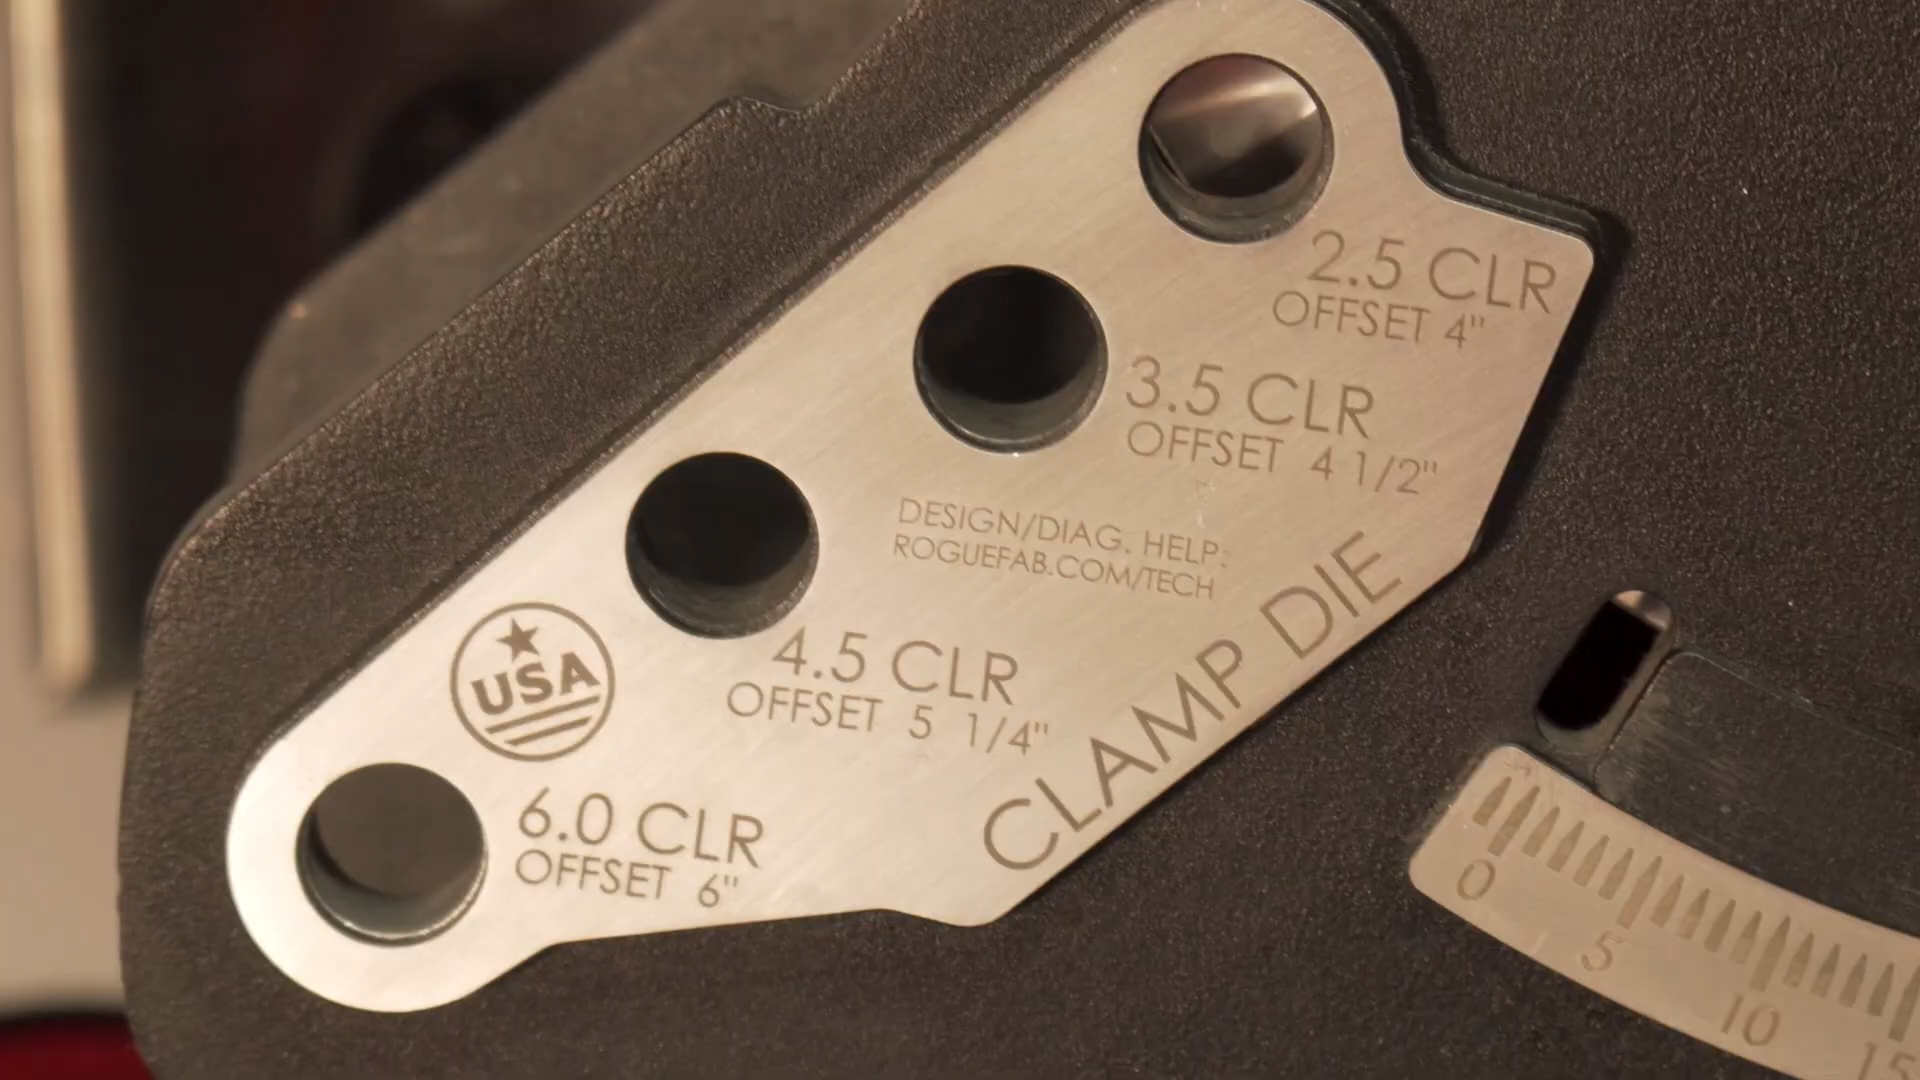 2.5 CLR
OFFSET 4"
3.5 CLR
OFFSET 4 1/2"
DESIGN/DIAG. HELP:
ROGUEFAB.COM/TECH
CLAMP DIE
USA
4.5 CLR
OFFSET 5 1/4"
6.0 CLR
OFFSET 6"
0
5
10
15